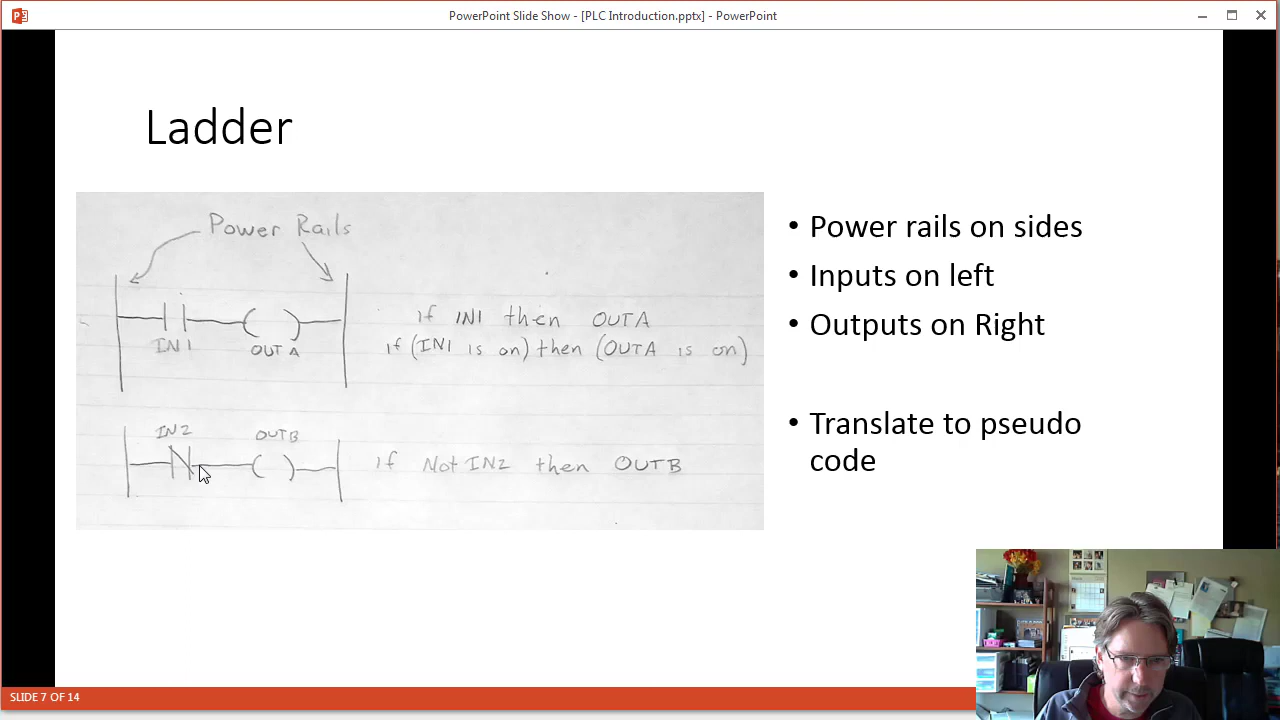 PowerPoint Slide Show - [PLC Introduction.pptx] - PowerPoint
Ladder
Power Rails
IN1
OUTA
if IN1 then OUTA
if (IN1 is on) then (OUTA is on)
IN2
OUTB
if Not IN2 then OUTB
• Power rails on sides
• Inputs on left
• Outputs on Right
• Translate to pseudo
code
SLIDE 7 OF 14